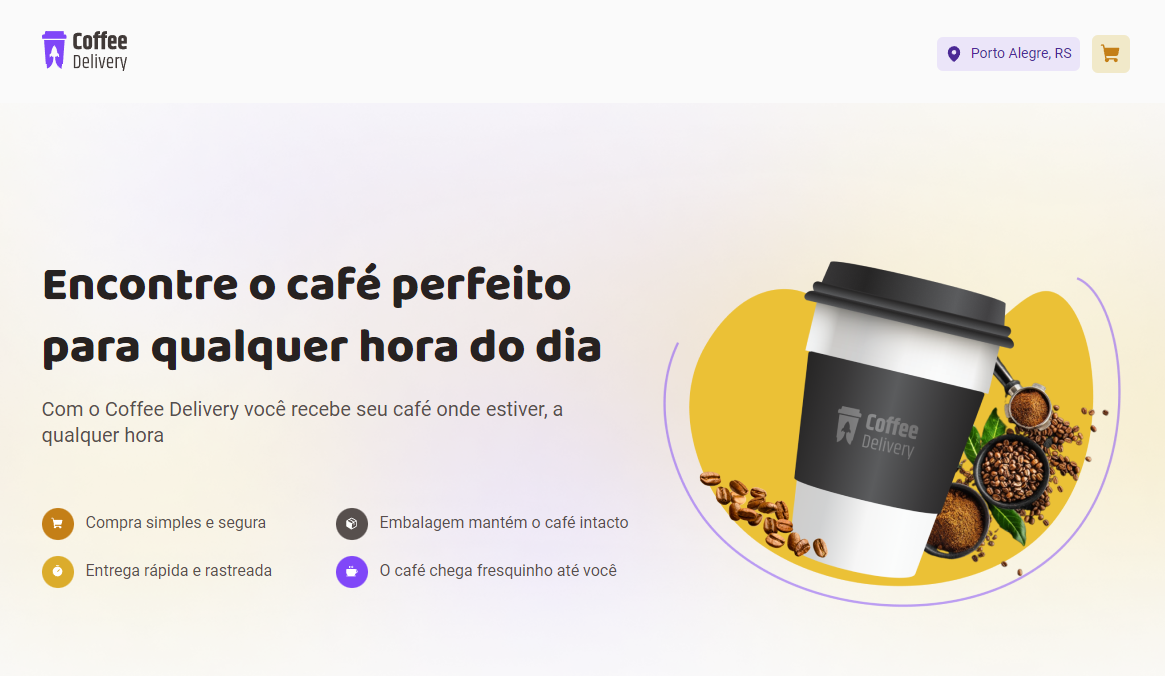 Coffee
Delivery
Porto Alegre, RS
Encontre o café perfeito
para qualquer hora do dia
Com o Coffee Delivery você recebe seu café onde estiver, a
qualquer hora
Compra simples e segura
Embalagem mantém o café intacto
Entrega rápida e rastreada
O café chega fresquinho até você
Coffee
Delivery